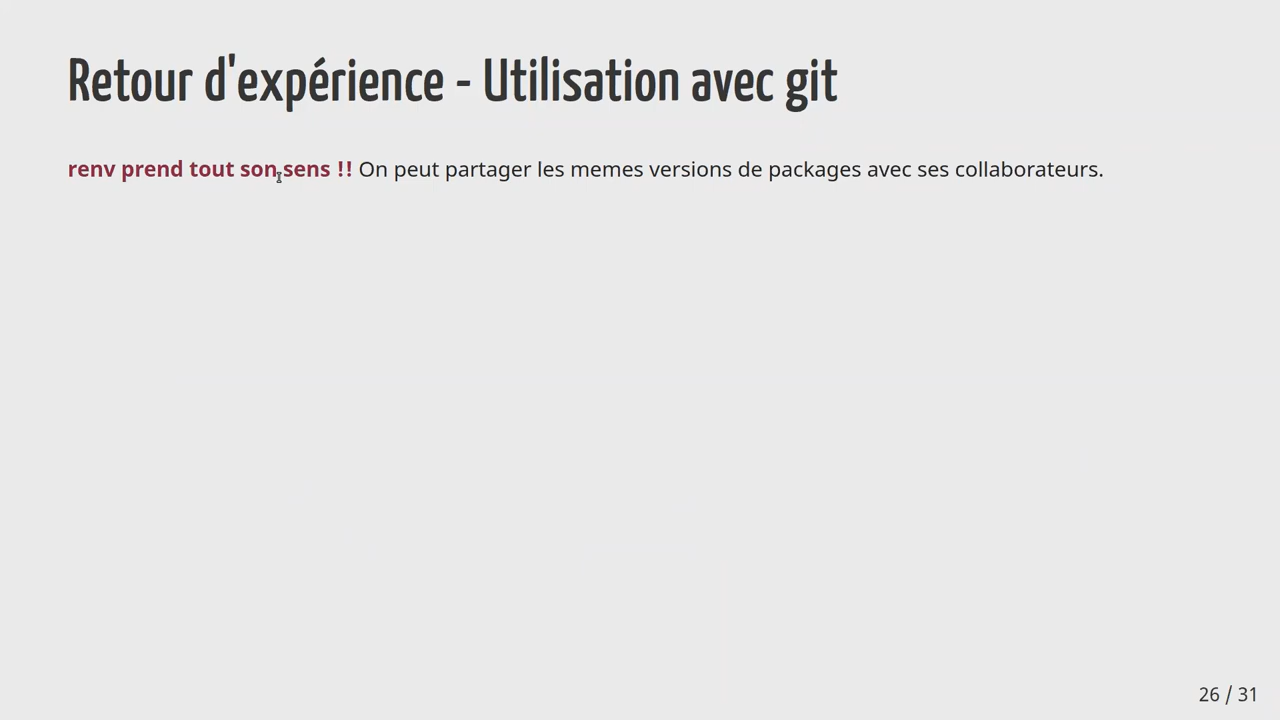 Retour d'expérience - Utilisation avec git
renv prend tout son sens !! On peut partager les memes versions de packages avec ses collaborateurs.
26 / 31